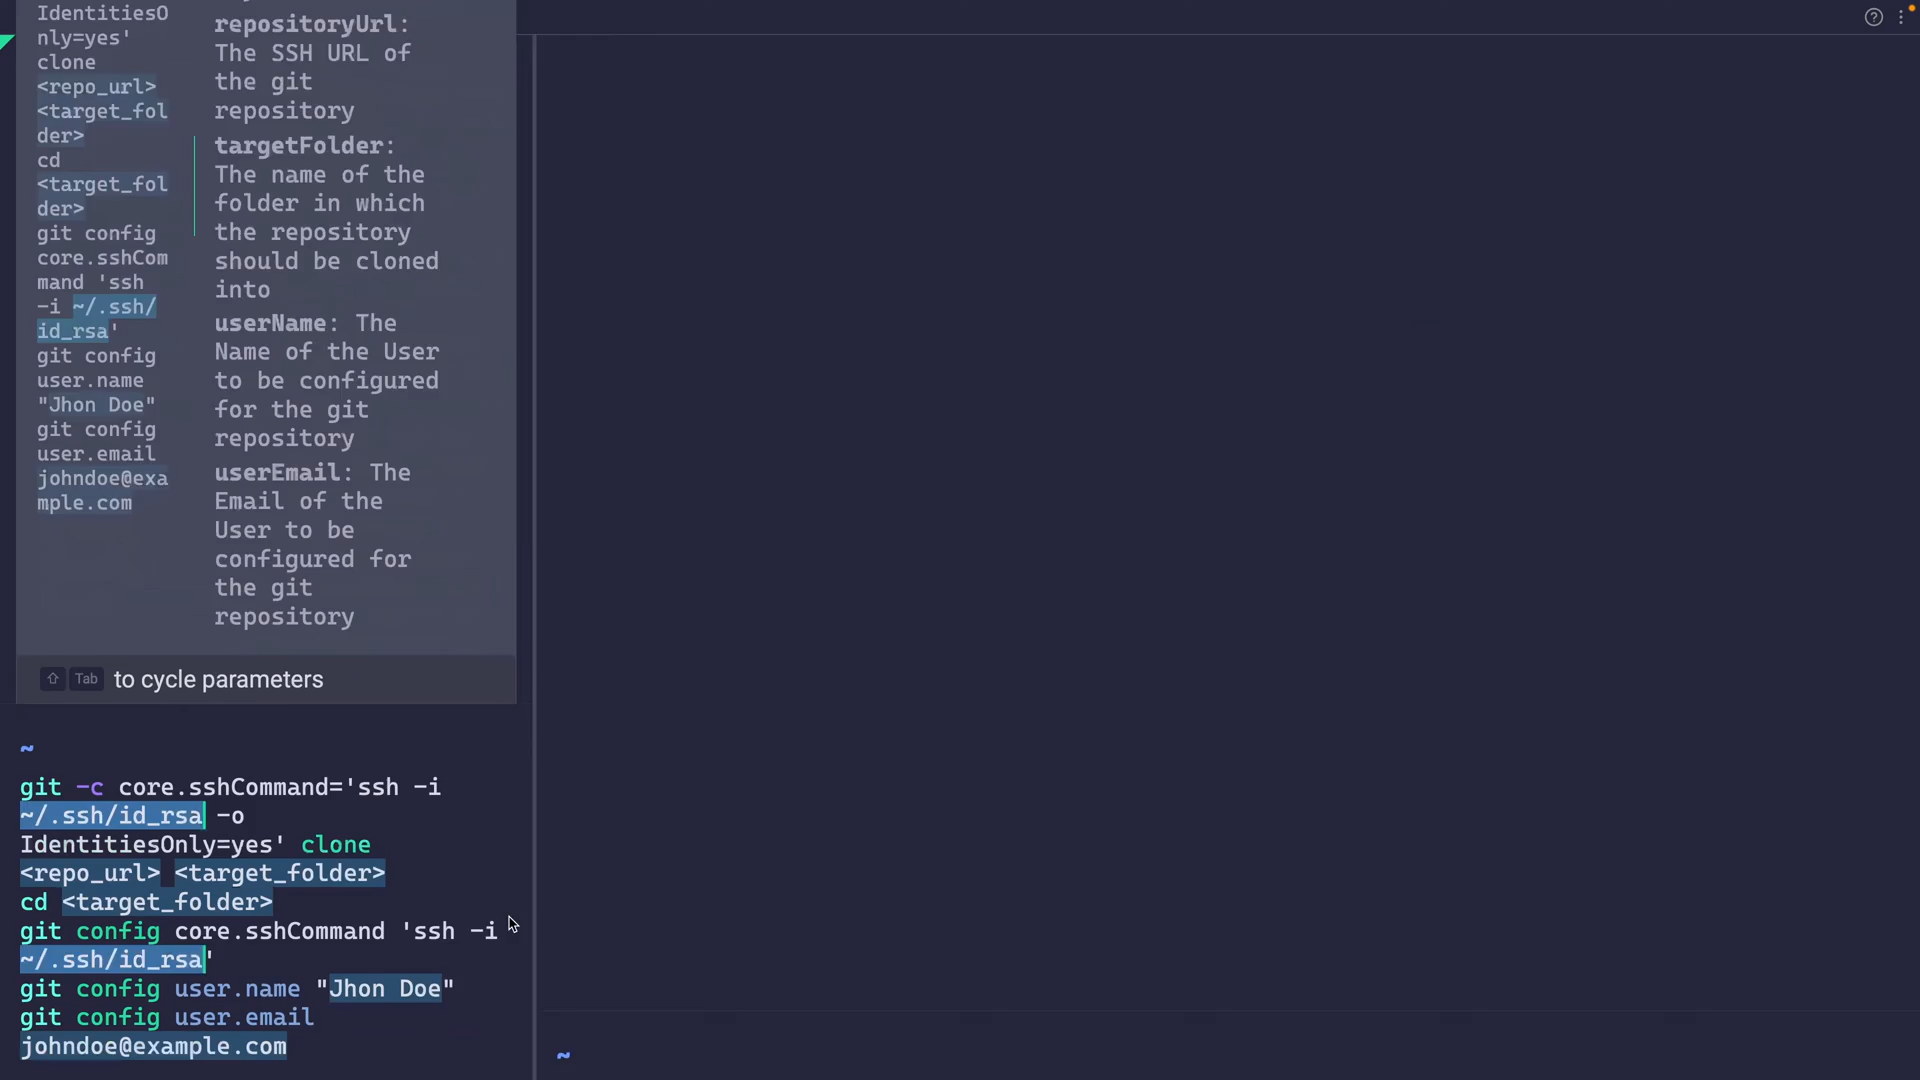 IdentitiesO
nly=yes'
clone
<repo_url>
<target_fol
der>
cd
<target_fol
der>
git config
core.sshCom
mand 'ssh
-i ~/.ssh/
id_rsa'
git config
user.name
"Jhon Doe"
git config
user.email
johndoe@exa
mple.com
repositoryUrl:
The SSH URL of
the git
repository
targetFolder:
The name of the
folder in which
the repository
should be cloned
into
userName: The
Name of the User
to be configured
for the git
repository
userEmail: The
Email of the
User to be
configured for
the git
repository
⇧ Tab to cycle parameters
~
git -c core.sshCommand='ssh -i
~/.ssh/id_rsa -o
IdentitiesOnly=yes' clone
<repo_url> <target_folder>
cd <target_folder>
git config core.sshCommand 'ssh -i
~/.ssh/id_rsa'
git config user.name "Jhon Doe"
git config user.email
johndoe@example.com
~